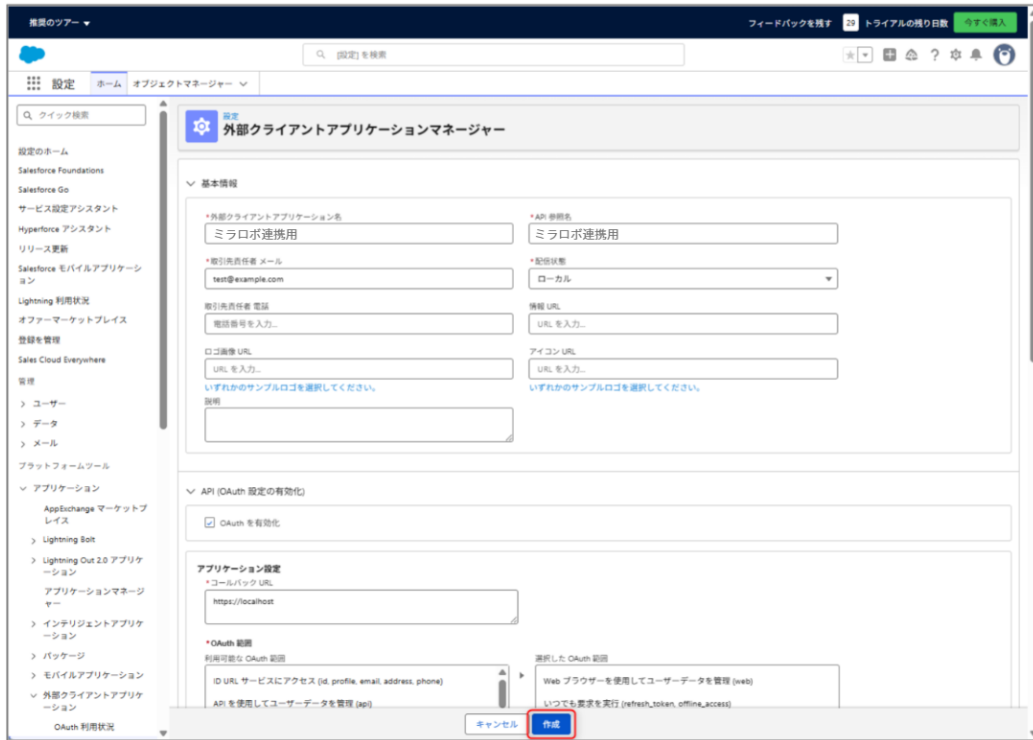 推奨のツアー
フィードバックを残す 29 トライアルの残り日数 今すぐ購入
[設定] を検索
設定 ホーム オブジェクトマネージャー
クイック検索
設定のホーム
Salesforce Foundations
Salesforce Go
サービス設定アシスタント
Hyperforce アシスタント
リリース更新
Salesforce モバイルアプリケーシ
ョン
Lightning 利用状況
オファーマーケットプレイス
登録を管理
Sales Cloud Everywhere
管理
ユーザー
データ
メール
プラットフォームツール
アプリケーション
AppExchange マーケットプ
レイス
Lightning Bolt
Lightning Out 2.0 アプリケ
ーション
アプリケーションマネージ
ャー
インテリジェントアプリケ
ーション
パッケージ
モバイルアプリケーション
外部クライアントアプリケ
ーション
OAuth 利用状況
設定
外部クライアントアプリケーションマネージャー
基本情報
*外部クライアントアプリケーション名
ミラロボ連携用
*API 参照名
ミラロボ連携用
*取引先責任者 メール
test@example.com
*配信状態
ローカル
取引先責任者 電話
電話番号を入力...
情報 URL
URL を入力...
ロゴ画像 URL
URL を入力...
いずれかのサンプルロゴを選択してください。
アイコン URL
URL を入力...
いずれかのサンプルロゴを選択してください。
説明
API (OAuth 設定の有効化)
OAuth を有効化
アプリケーション設定
*コールバック URL
https://localhost
*OAuth 範囲
利用可能な OAuth 範囲
ID URL サービスにアクセス (id, profile, email, address, phone)
API を使用してユーザーデータを管理 (api)
選択した OAuth 範囲
Web ブラウザーを使用してユーザーデータを管理 (web)
いつでも要求を実行 (refresh_token, offline_access)
キャンセル 作成